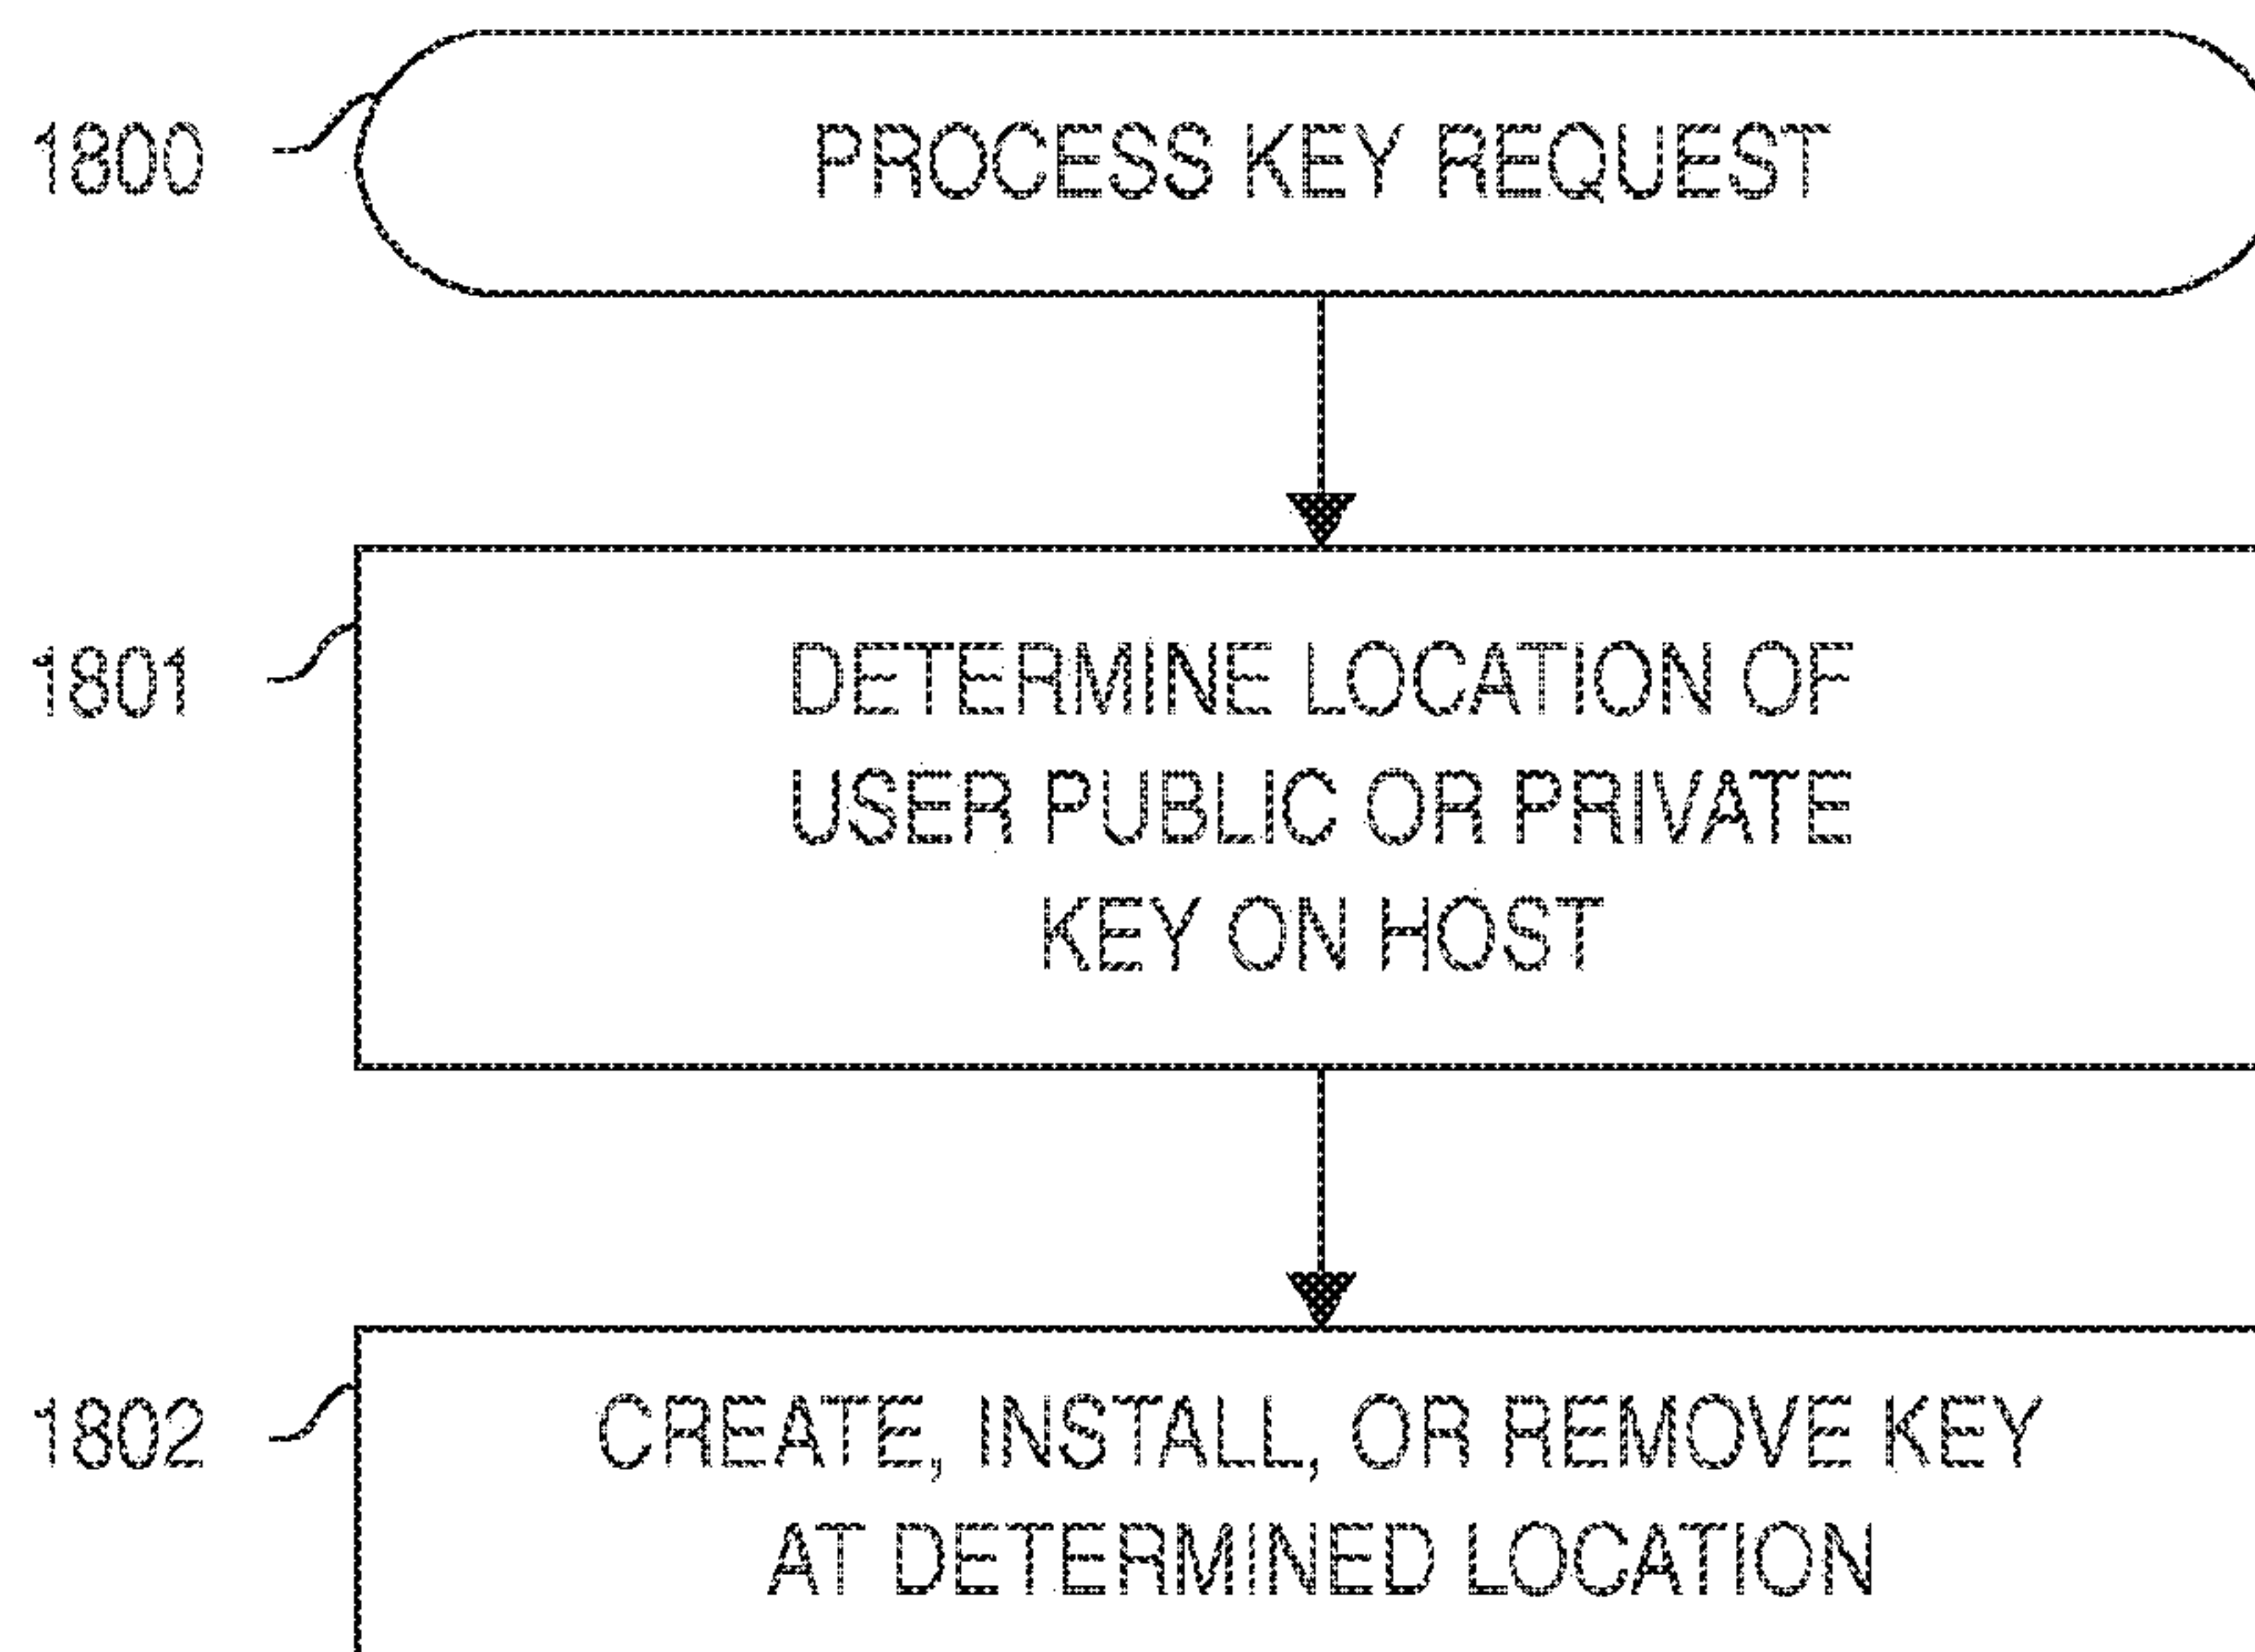 1800
PROCESS KEY REQUEST
1801
DETERMINE LOCATION OF
USER PUBLIC OR PRIVATE
KEY ON HOST
1802
CREATE, INSTALL, OR REMOVE KEY
AT DETERMINED LOCATION